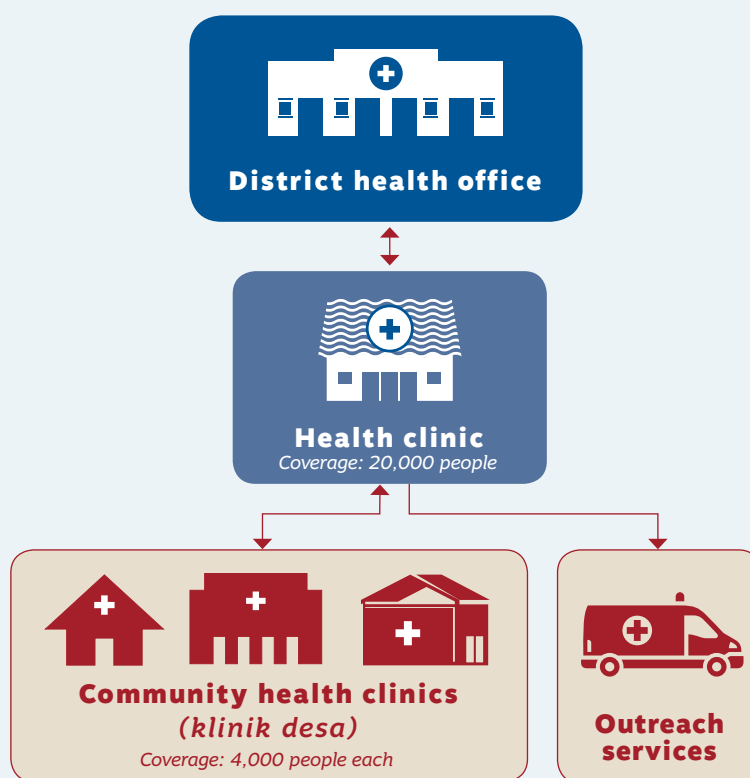 District health office
Health clinic
Coverage: 20,000 people
Community health clinics
(klinik desa)
Coverage: 4,000 people each
Outreach
services